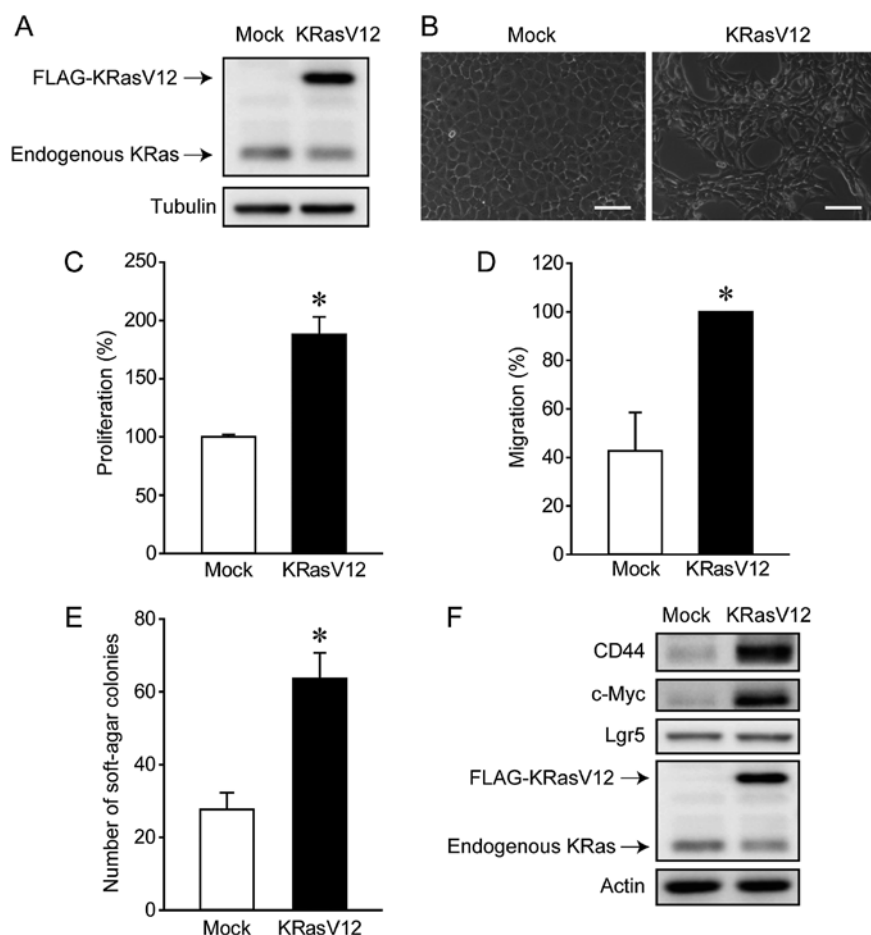 A
Mock KRasV12
FLAG-KRasV12
Endogenous KRas
Tubulin
B
Mock
KRasV12
C
Proliferation (%)
250
200
150
100
50
0
*
Mock
KRasV12
D
Migration (%)
120
100
80
60
40
20
0
*
Mock
KRasV12
E
Number of soft-agar colonies
80
60
40
20
0
*
Mock
KRasV12
F
Mock KRasV12
CD44
c-Myc
Lgr5
FLAG-KRasV12
Endogenous KRas
Actin